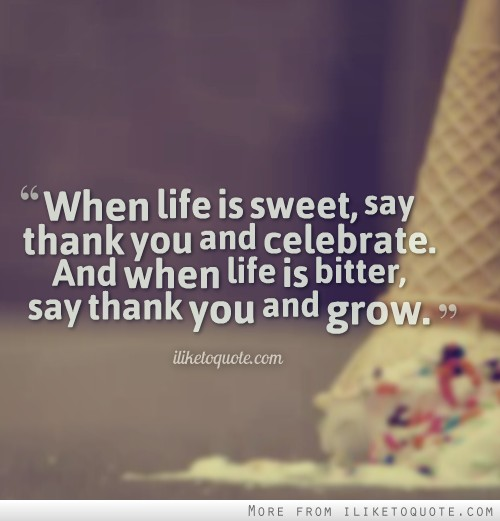 “When life is sweet, say
thank you and celebrate.
And when life is bitter,
say thank you and grow.”
iliketoquote.com
More from iliketoquote.com